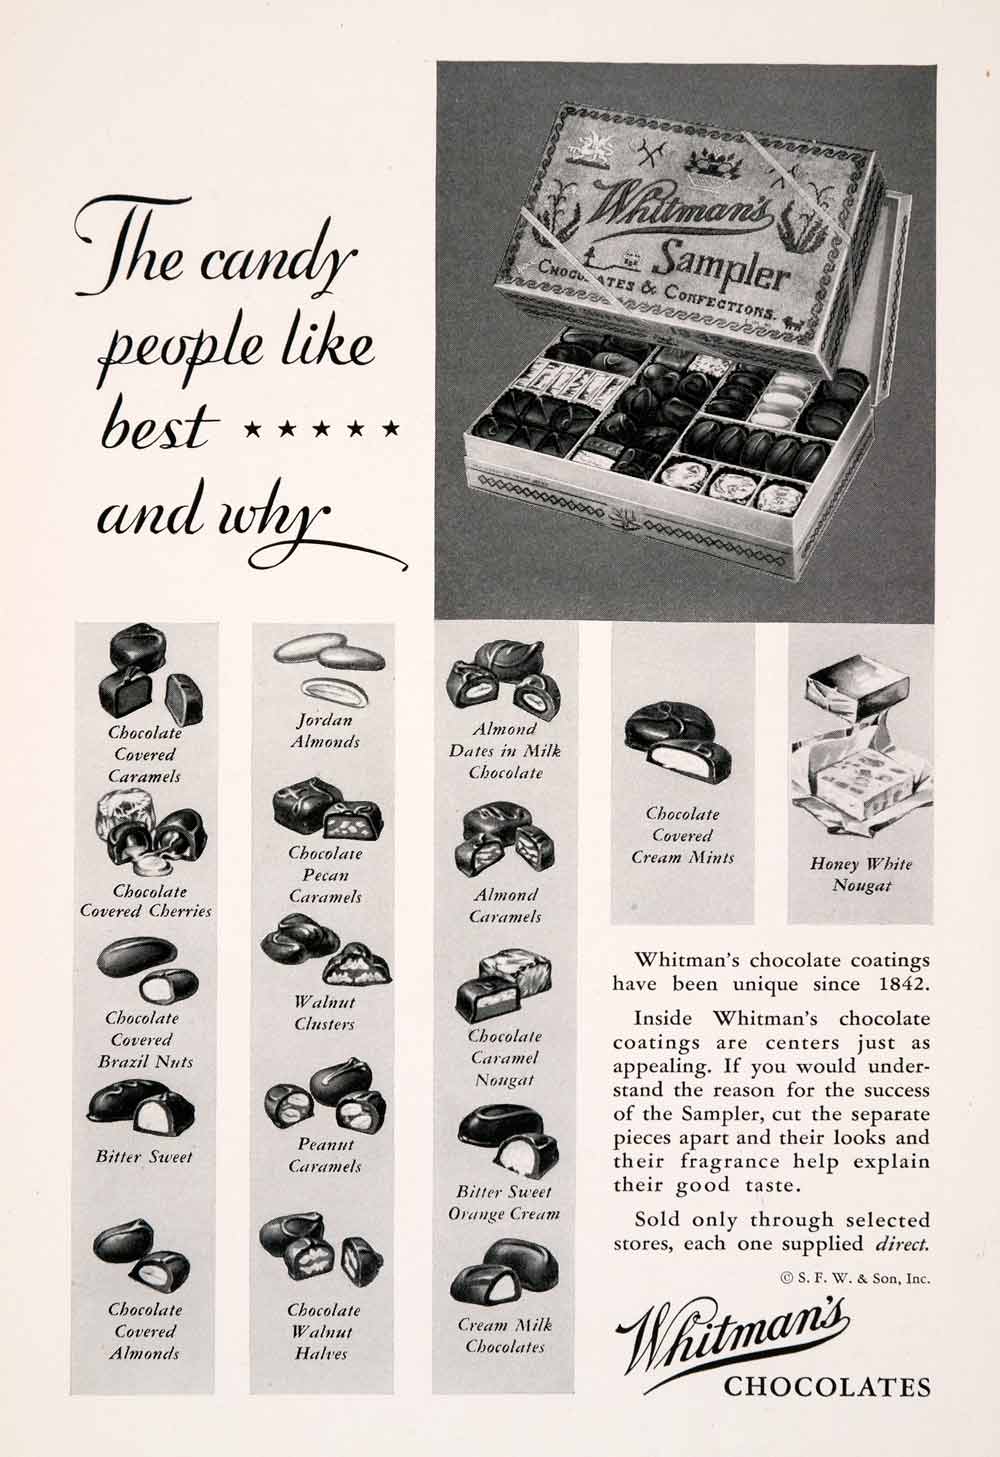 The candy
people like
best ★★★★★
and why
Whitman's
Sampler
CHOCOLATES & CONFECTIONS.
Chocolate
Covered
Caramels
Chocolate
Covered Cherries
Chocolate
Covered
Brazil Nuts
Bitter Sweet
Chocolate
Covered
Almonds
Jordan
Almonds
Chocolate
Pecan
Caramels
Walnut
Clusters
Peanut
Caramels
Chocolate
Walnut
Halves
Almond
Dates in Milk
Chocolate
Almond
Caramels
Chocolate
Caramel
Nougat
Bitter Sweet
Orange Cream
Cream Milk
Chocolates
Chocolate
Covered
Cream Mints
Honey White
Nougat
Whitman's chocolate coatings
have been unique since 1842.
Inside Whitman's chocolate
coatings are centers just as
appealing. If you would under-
stand the reason for the success
of the Sampler, cut the separate
pieces apart and their looks and
their fragrance help explain
their good taste.
Sold only through selected
stores, each one supplied direct.
© S. F. W. & Son, Inc.
Whitman's
CHOCOLATES